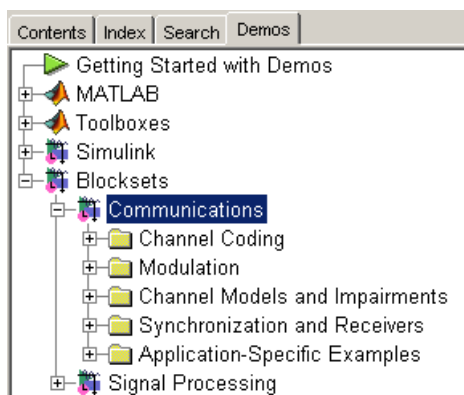 Contents Index Search Demos
Getting Started with Demos
MATLAB
Toolboxes
Simulink
Blocksets
Communications
Channel Coding
Modulation
Channel Models and Impairments
Synchronization and Receivers
Application-Specific Examples
Signal Processing